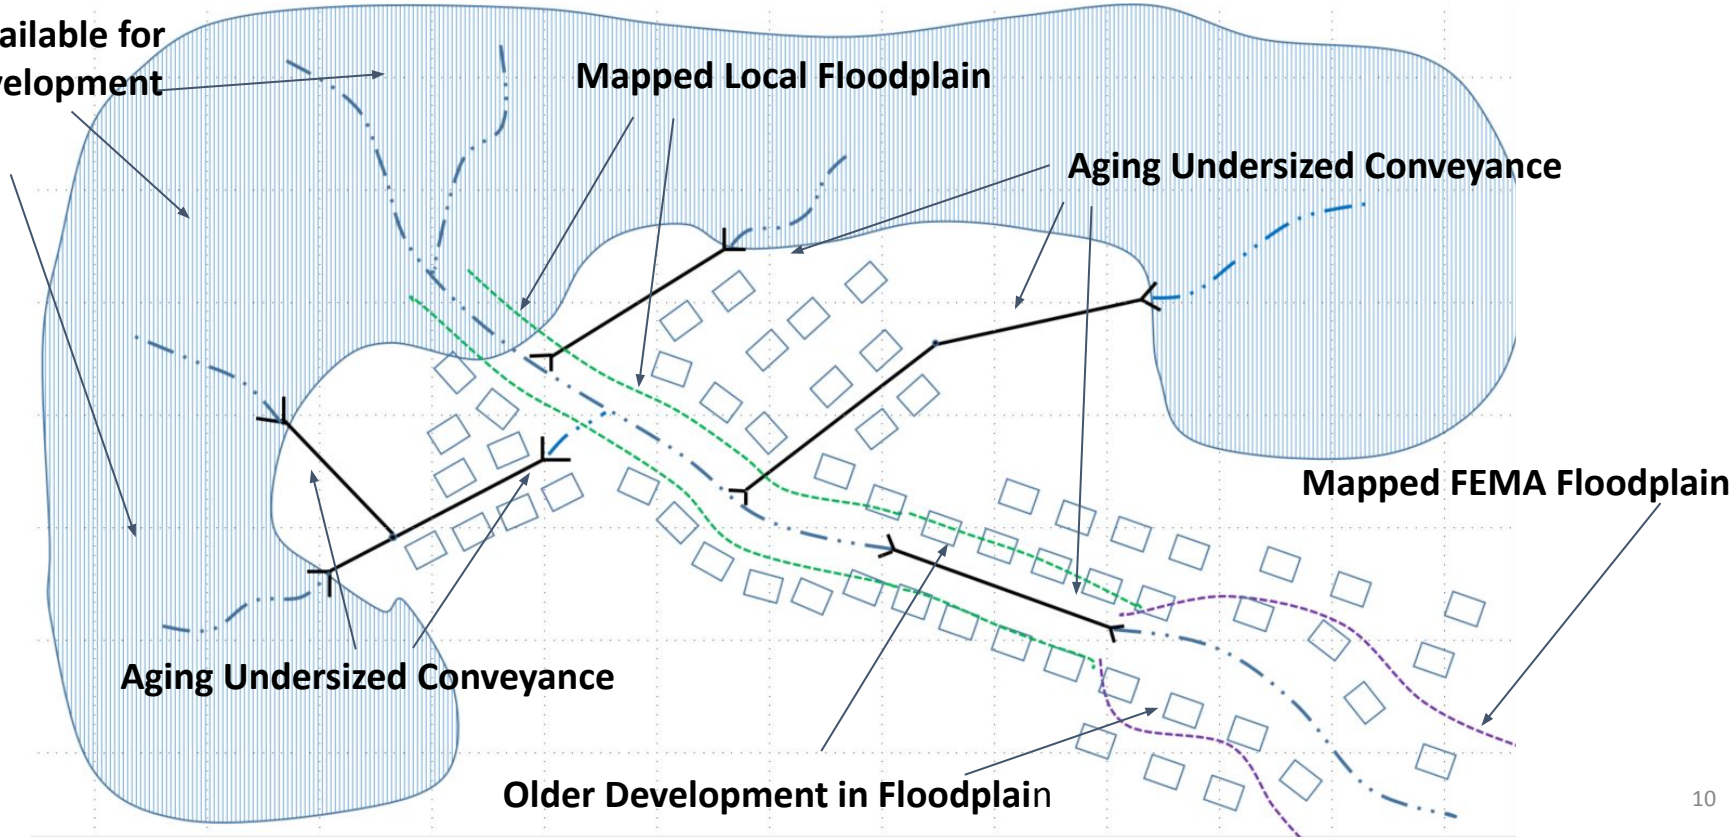 ailable for
velopment
Mapped Local Floodplain
Aging Undersized Conveyance
Mapped FEMA Floodplain
Aging Undersized Conveyance
Older Development in Floodplain
10